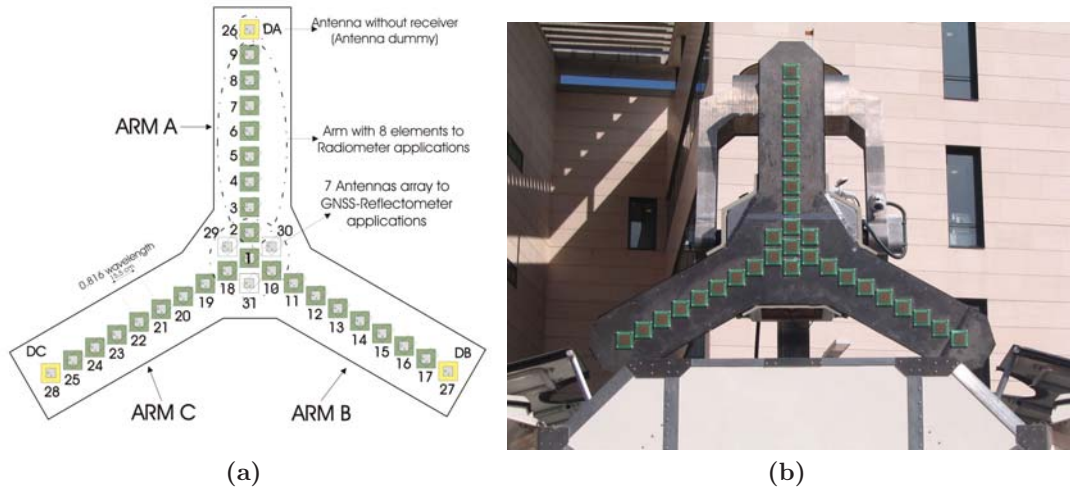 26
DA
Antenna without receiver
(Antenna dummy)
9
8
7
6
5
4
3
2
1
ARM A
Arm with 8 elements to
Radiometer applications
7 Antennas array to
GNSS-Reflectometer
applications
29
30
0.816 wavelength
15.5 cm
18
10
31
19
20
21
22
23
24
25
28
DC
11
12
13
14
15
16
17
27
DB
ARM C
ARM B
(a)
(b)